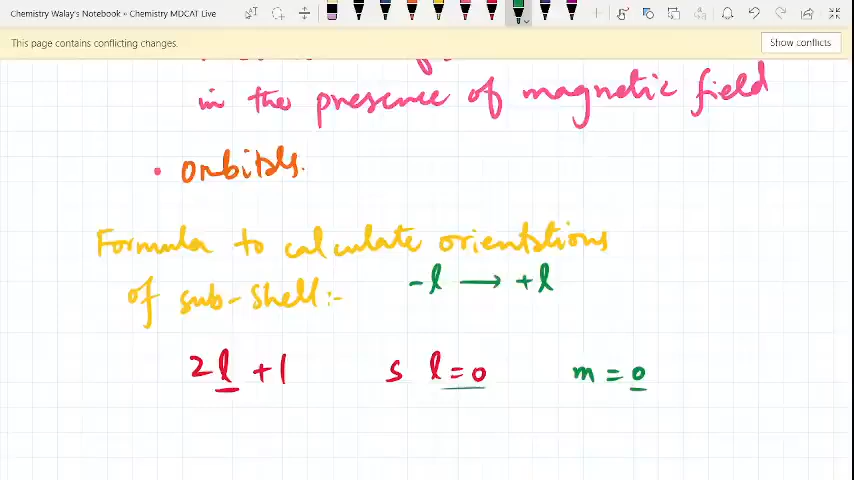 Chemistry Walay's Notebook » Chemistry MDCAT Live
This page contains conflicting changes.
Show conflicts
in the presence of magnetic field
• orbitals.
Formula to calculate orientations
of sub-shell:- -l → +l
2l + 1 s l = 0 m = 0